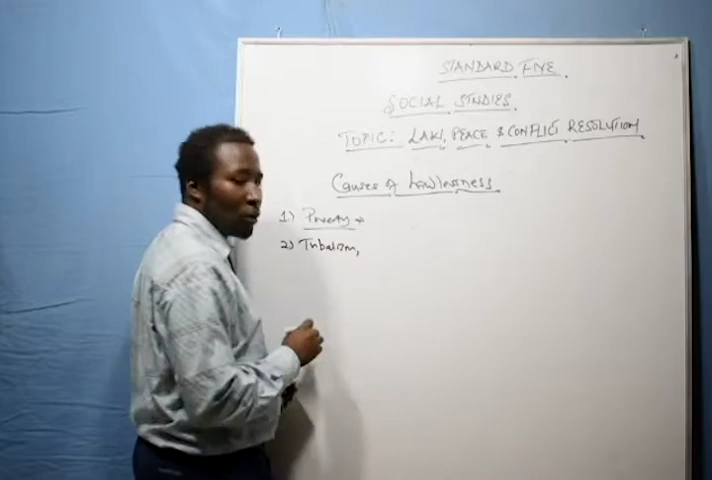 STANDARD FIVE.
SOCIAL STUDIES.
TOPIC: LAW, PEACE & CONFLICT RESOLUTION
Causes of Lawlessness
1) Poverty
2) Tribalism,